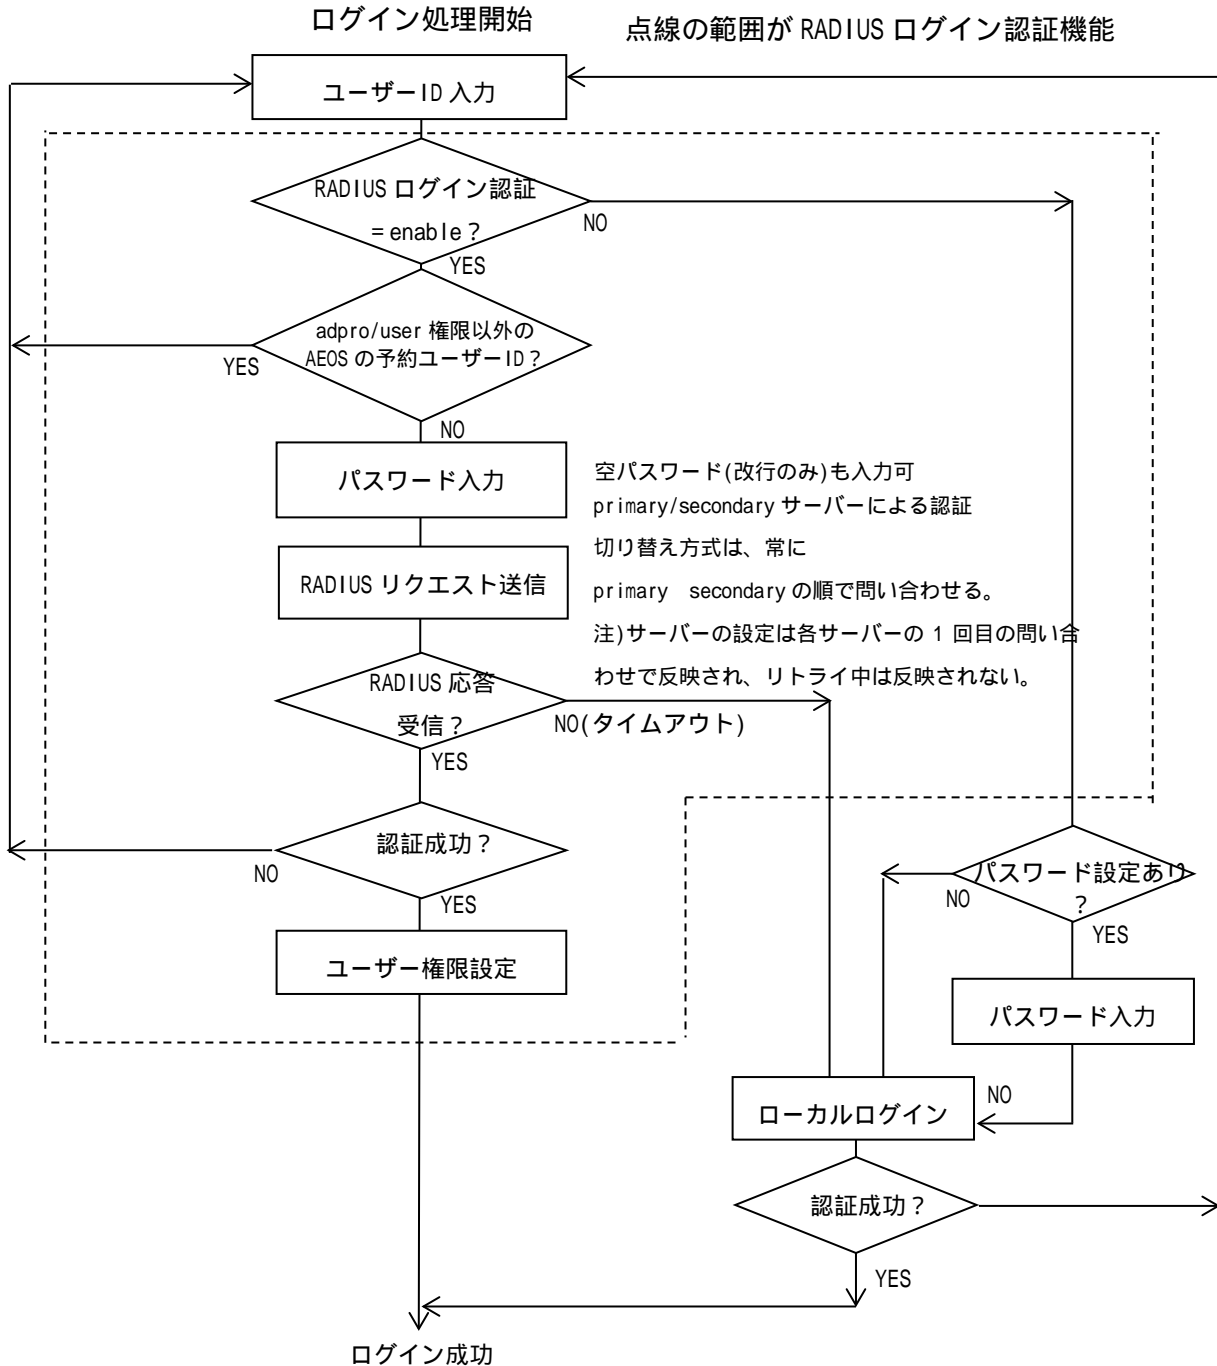 ログイン処理開始
点線の範囲が RADIUS ログイン認証機能
ユーザーID 入力
RADIUS ログイン認証
＝enable？
NO
YES
adpro/user 権限以外の
AEOS の予約ユーザーID？
YES
NO
パスワード入力
空パスワード(改行のみ)も入力可
primary/secondary サーバーによる認証
切り替え方式は、常に
primary　secondary の順で問い合わせる。
注)サーバーの設定は各サーバーの 1 回目の問い合
わせで反映され、リトライ中は反映されない。
RADIUS リクエスト送信
RADIUS 応答
受信？
NO(タイムアウト)
YES
認証成功？
NO
YES
パスワード設定あり
？
NO
YES
ユーザー権限設定
パスワード入力
NO
ローカルログイン
認証成功？
YES
ログイン成功